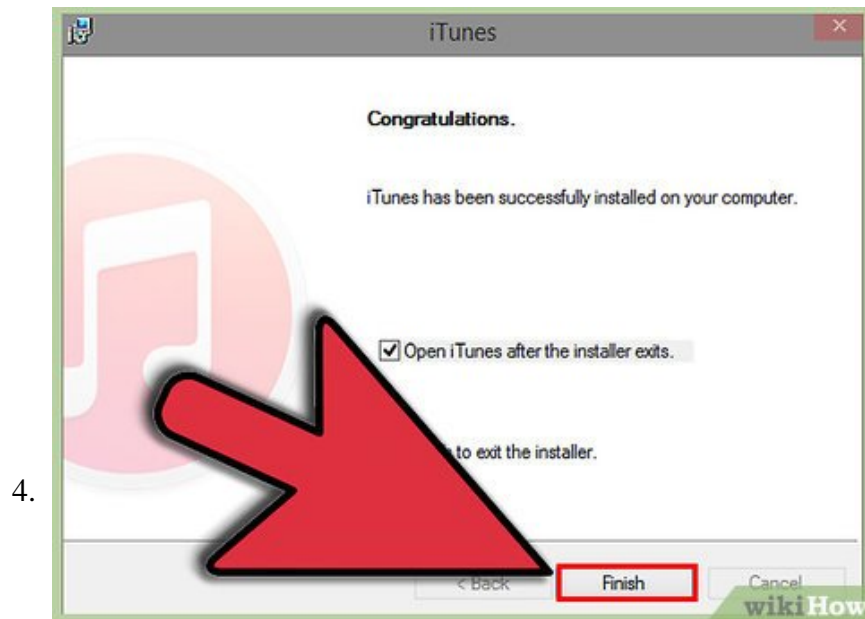 iTunes
Congratulations.
iTunes has been successfully installed on your computer.
Open iTunes after the installer exits.
to exit the installer.
4.
< Back Finish Cancel
wikiHow